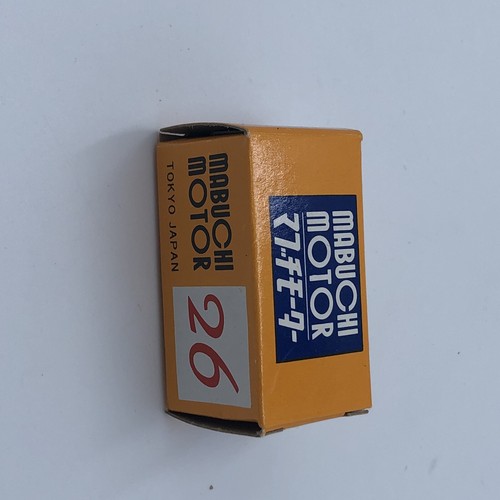 MABUCHI
MOTOR
TOKYO JAPAN
26
MABUCHI
MOTOR
マブチモーター